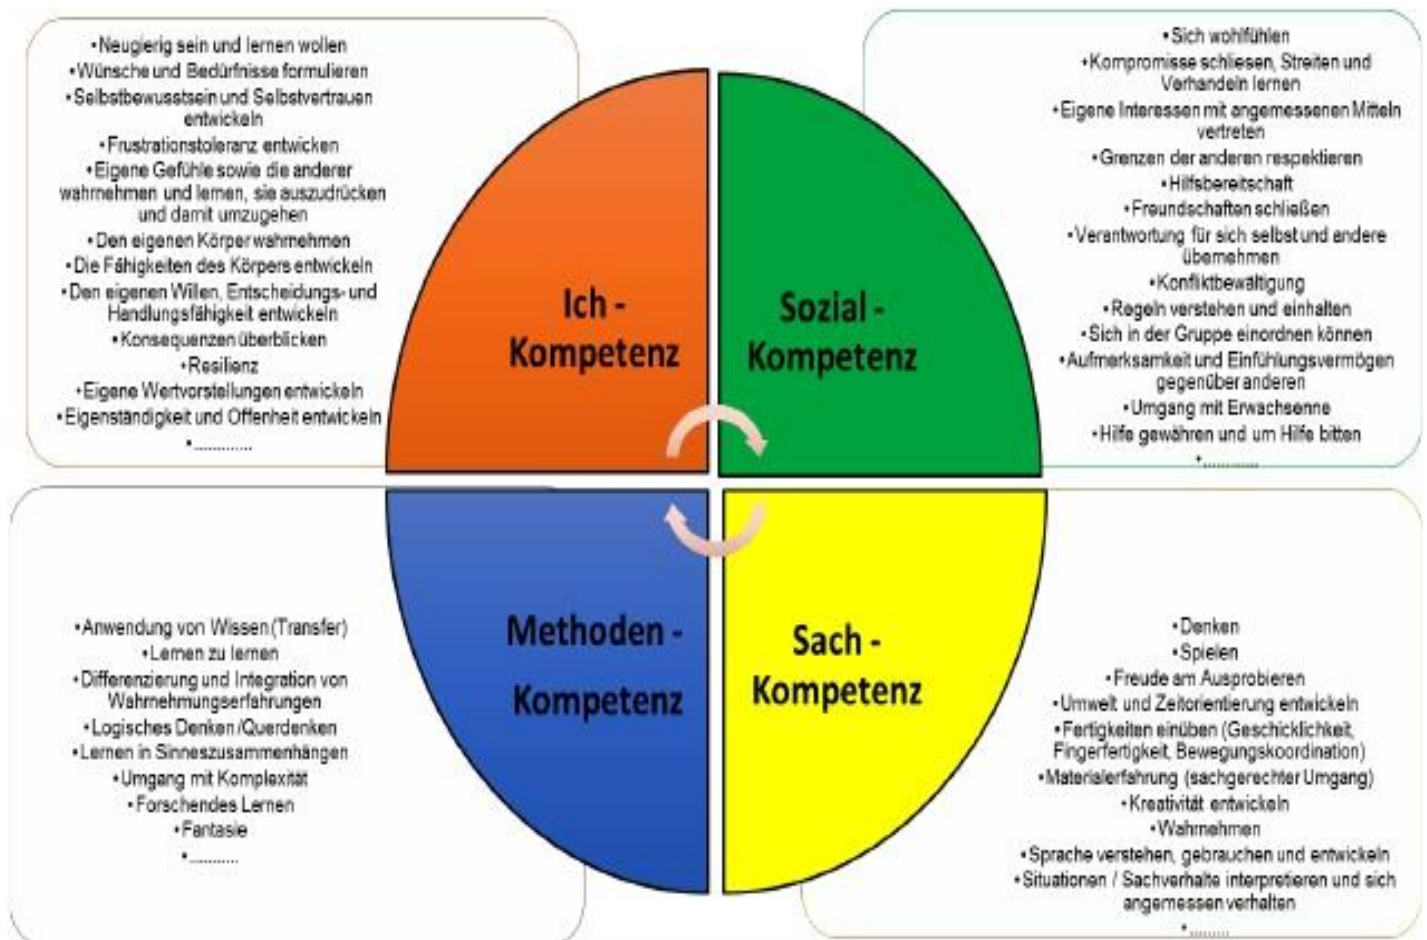 •Neugierig sein und lernen wollen
•Wünsche und Bedürfnisse formulieren
•Selbstbewusstsein und Selbstvertrauen
entwickeln
•Frustrationstoleranz entwicken
•Eigene Gefühle sowie die anderer
wahrnehmen und lernen, sie auszudrücken
und damit umzugehen
•Den eigenen Körper wahrnehmen
•Die Fähigkeiten des Körpers entwickeln
•Den eigenen Willen, Entscheidungs- und
Handlungsfähigkeit entwickeln
•Konsequenzen überblicken
•Resilienz
•Eigene Wertvorstellungen entwickeln
•Eigenständigkeit und Offenheit entwickeln
•.............
Ich -
Kompetenz
•Sich wohlfühlen
•Kompromisse schliesen, Streiten und
Verhandeln lernen
•Eigene Interessen mit angemessenen Mitteln
vertreten
•Grenzen der anderen respektieren
•Hilfsbereitschaft
•Freundschaften schließen
•Verantwortung für sich selbst und andere
übernehmen
•Konfliktbewältigung
•Regeln verstehen und einhalten
•Sich in der Gruppe einordnen können
•Aufmerksamkeit und Einfühlungsvermögen
gegenüber anderen
•Umgang mit Erwachsenne
•Hilfe gewähren und um Hilfe bitten
•............
Sozial -
Kompetenz
•Anwendung von Wissen (Transfer)
•Lernen zu lernen
•Differenzierung und Integration von
Wahrnehmungserfahrungen
•Logisches Denken /Querdenken
•Lernen in Sinneszusammenhängen
•Umgang mit Komplexität
•Forschendes Lernen
•Fantasie
•...........
Methoden -
Kompetenz
Sach -
Kompetenz
•Denken
•Spielen
•Freude am Ausprobieren
•Umwelt und Zeitorientierung entwickeln
•Fertigkeiten einüben (Geschicklichkeit,
Fingerfertigkeit, Bewegungskoordination)
•Materialerfahrung (sachgerechter Umgang)
•Kreativität entwickeln
•Wahrnehmen
•Sprache verstehen, gebrauchen und entwickeln
•Situationen / Sachverhalte interpretieren und sich
angemessen verhalten
•.........